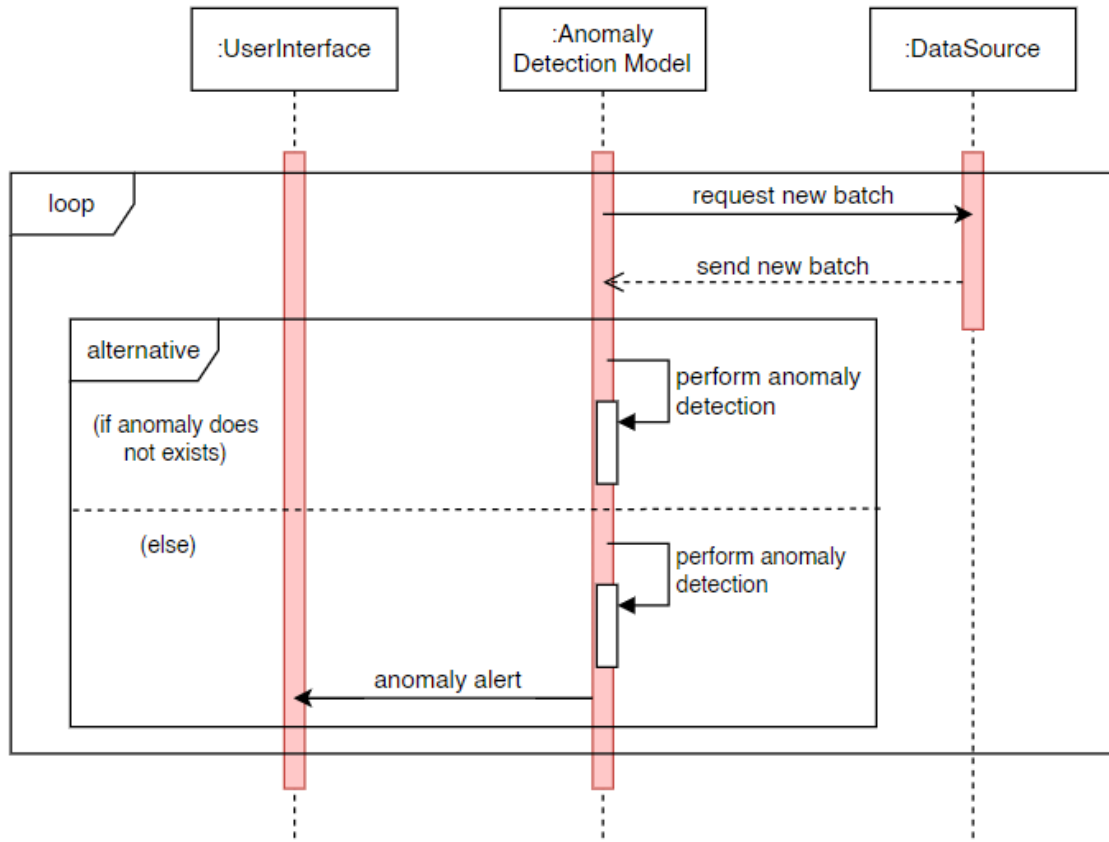 :UserInterface
:Anomaly
Detection Model
:DataSource
loop
request new batch
send new batch
alternative
perform anomaly
detection
(if anomaly does
not exists)
(else)
perform anomaly
detection
anomaly alert